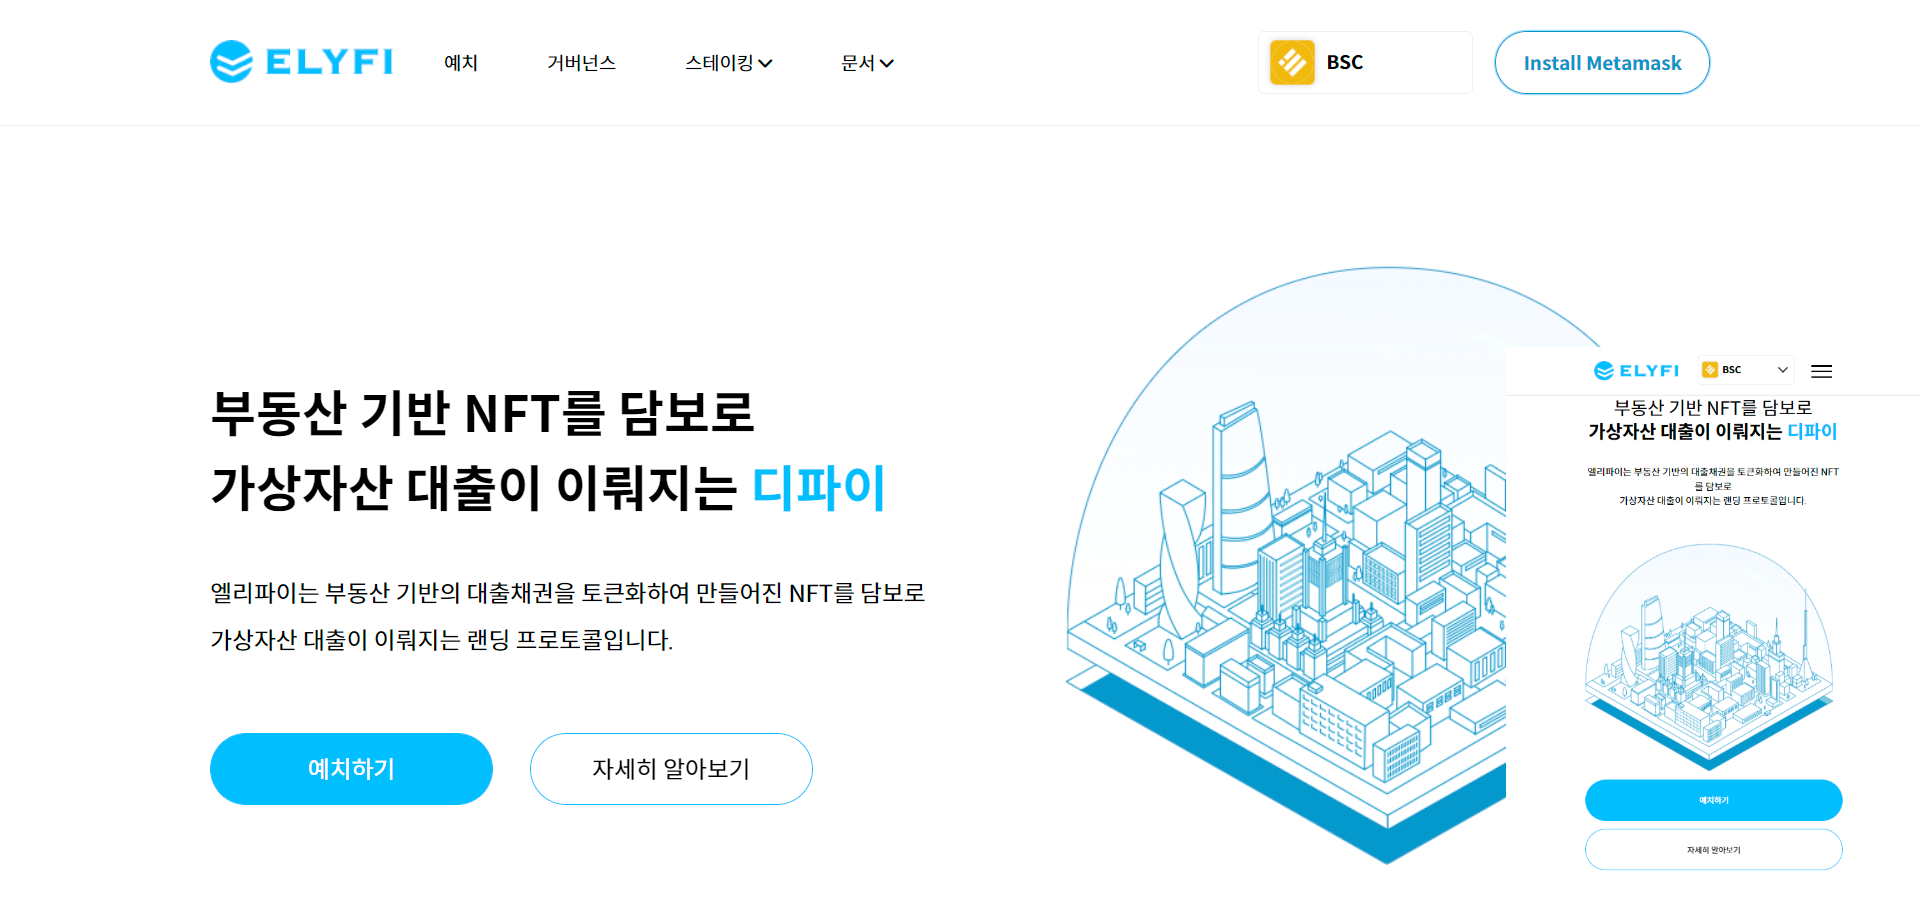 ELYFI
예치
거버넌스
스테이킹
문서
BSC
Install Metamask
부동산 기반 NFT를 담보로
가상자산 대출이 이뤄지는 디파이
엘리파이는 부동산 기반의 대출채권을 토큰화하여 만들어진 NFT를 담보로
가상자산 대출이 이뤄지는 랜딩 프로토콜입니다.
예치하기
자세히 알아보기
ELYFI
BSC
부동산 기반 NFT를 담보로
가상자산 대출이 이뤄지는 디파이
엘리파이는 부동산 기반의 대출채권을 토큰화하여 만들어진 NFT
를 담보로
가상자산 대출이 이뤄지는 랜딩 프로토콜입니다.
예치하기
자세히 알아보기